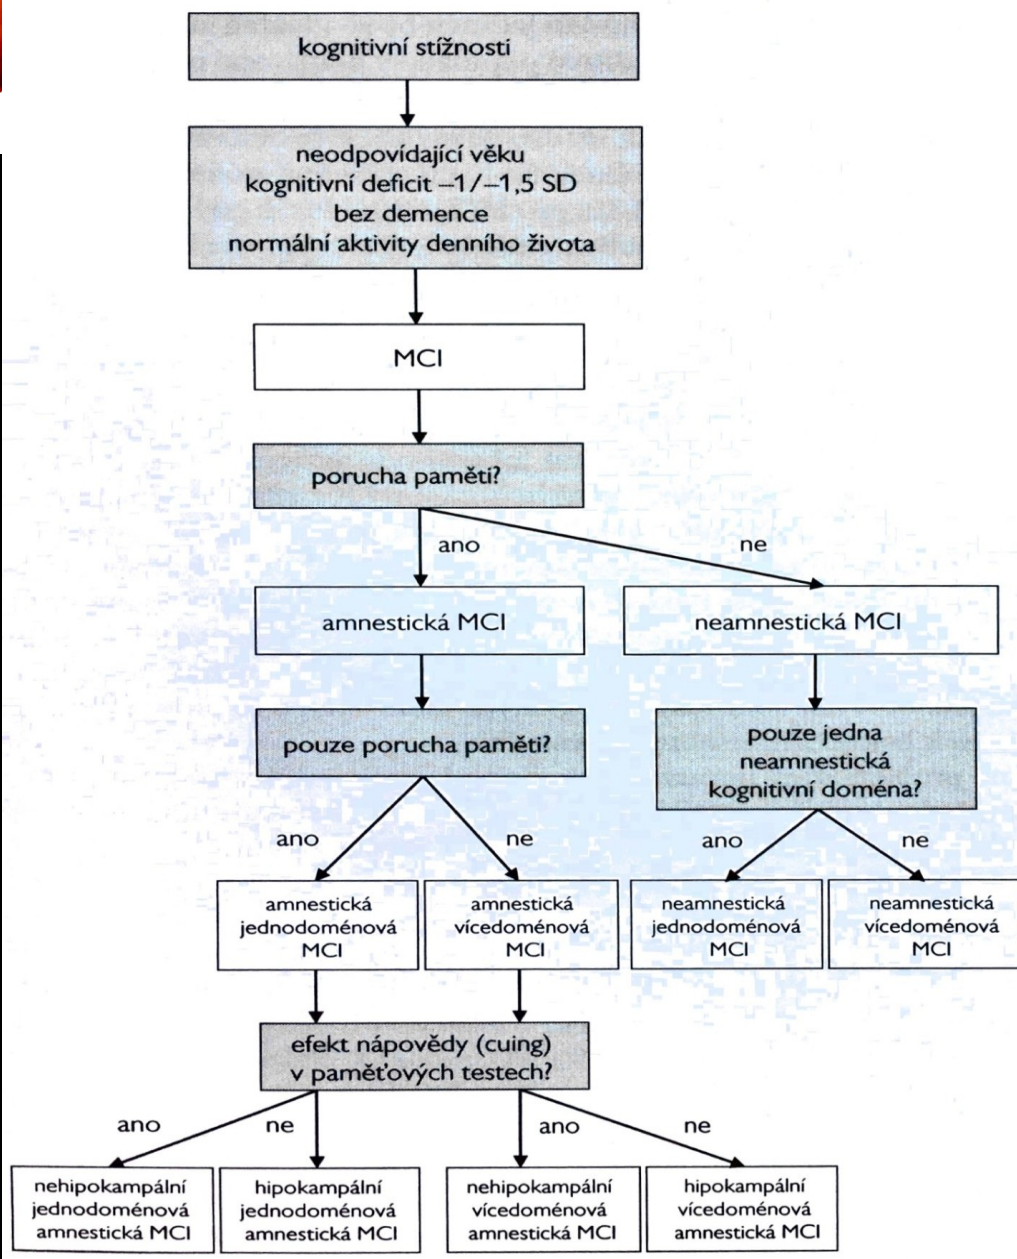 kognitivní stížnosti
neodpovídající věku
kognitivní deficit –1/–1,5 SD
bez demence
normální aktivity denního života
MCI
porucha paměti?
ano
ne
amnestická MCI
neamnestická MCI
pouze porucha paměti?
pouze jedna
neamnestická
kognitivní doména?
ano
ne
ano
ne
amnestická
jednodoménová
MCI
amnestická
vícedoménová
MCI
neamnestická
jednodoménová
MCI
neamnestická
vícedoménová
MCI
efekt nápovědy (cuing)
v paměťových testech?
ano
ne
ano
ne
nehipokampální
jednodoménová
amnestická MCI
hipokampální
jednodoménová
amnestická MCI
nehipokampální
vícedoménová
amnestická MCI
hipokampální
vícedoménová
amnestická MCI